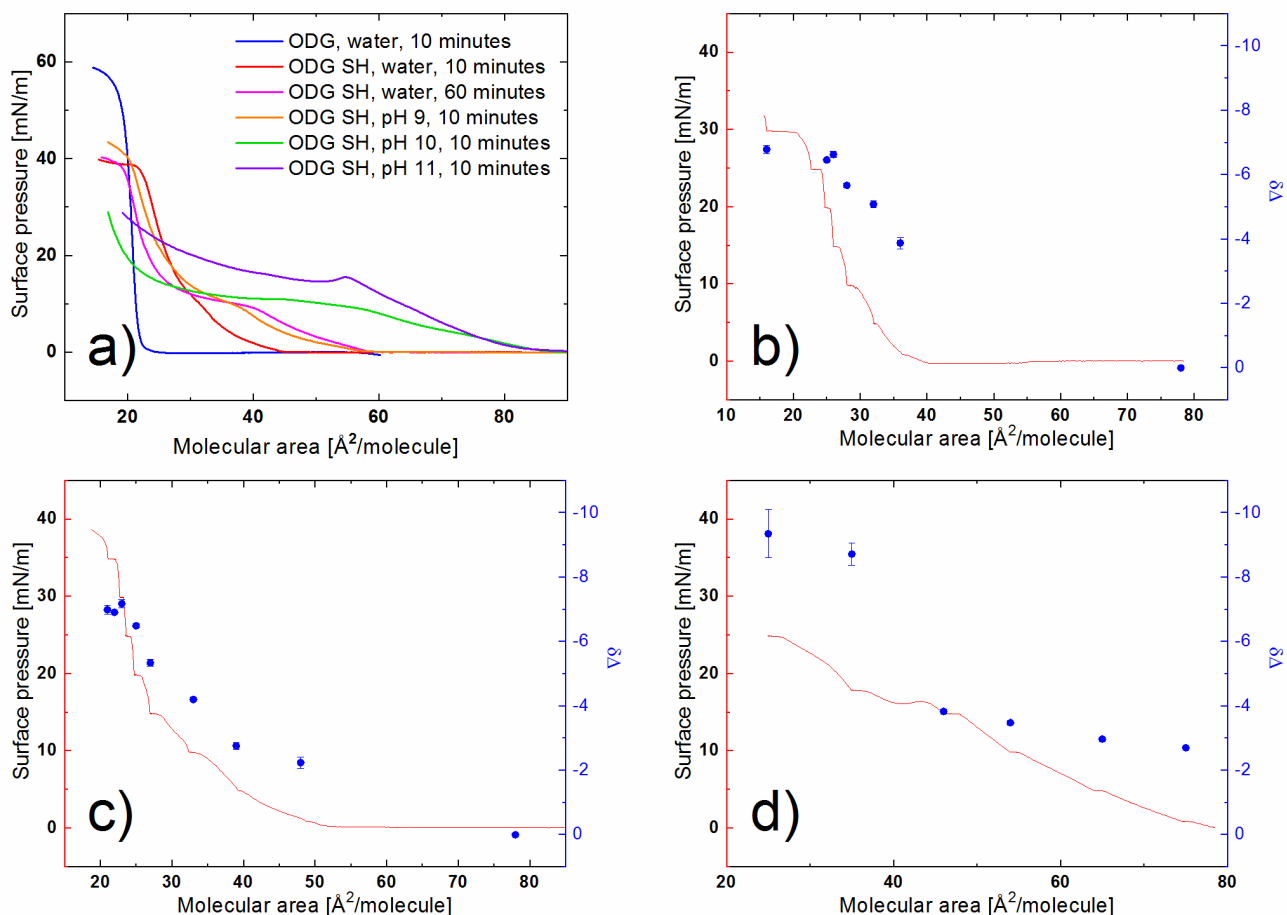 ODG, water, 10 minutes
ODG SH, water, 10 minutes
ODG SH, water, 60 minutes
ODG SH, pH 9, 10 minutes
ODG SH, pH 10, 10 minutes
ODG SH, pH 11, 10 minutes
60
40
20
0
Surface pressure [mN/m]
a)
20 40 60 80
Molecular area [Å²/molecule]
40
30
20
10
0
Surface pressure [mN/m]
b)
-10
-8
-6
-4
-2
0
δΔ
10 20 30 40 50 60 70 80
Molecular area [Å²/molecule]
40
30
20
10
0
Surface pressure [mN/m]
c)
-10
-8
-6
-4
-2
0
δΔ
20 30 40 50 60 70 80
Molecular area [Å²/molecule]
40
30
20
10
0
Surface pressure [mN/m]
d)
-10
-8
-6
-4
-2
0
δΔ
20 30 40 50 60 70 80
Molecular area [Å²/molecule]